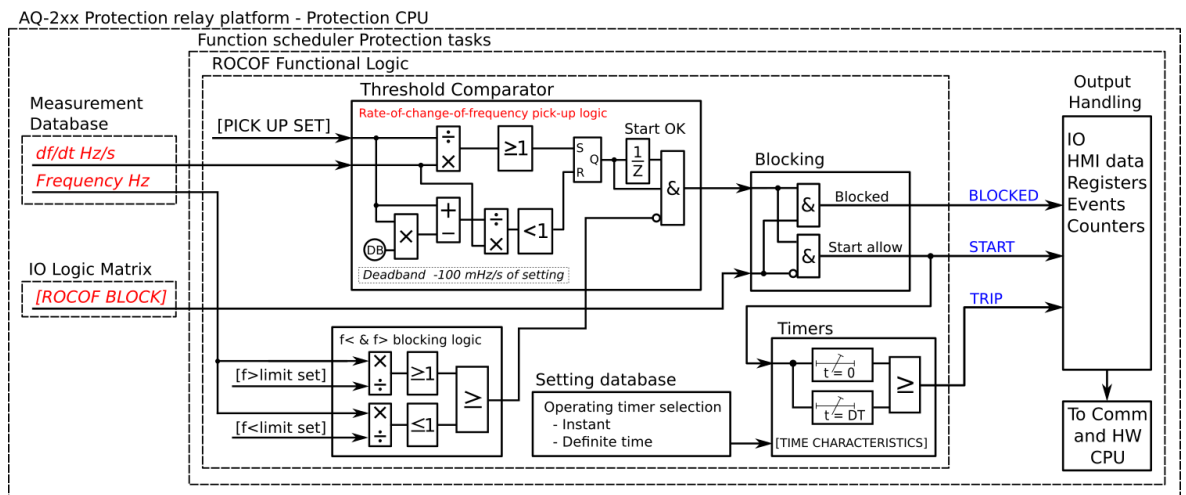 AQ-2xx Protection relay platform - Protection CPU
Function scheduler Protection tasks
ROCOF Functional Logic
Measurement
Database
df/dt Hz/s
Frequency Hz
IO Logic Matrix
[ROCOF BLOCK]
[PICK UP SET]
Threshold Comparator
Rate-of-change-of-frequency pick-up logic
÷
×
≥1
S
R
Q
Start OK
1
Z
&
DB
×
+
−
÷
×
<1
Deadband -100 mHz/s of setting
f< & f> blocking logic
[f>limit set]
[f<limit set]
×
÷
≥1
×
÷
≤1
≥
Setting database
Operating timer selection
- Instant
- Definite time
Blocking
&
Blocked
&
Start allow
Timers
t = 0
t = DT
≥
[TIME CHARACTERISTICS]
BLOCKED
START
TRIP
Output
Handling
IO
HMI data
Registers
Events
Counters
To Comm
and HW
CPU